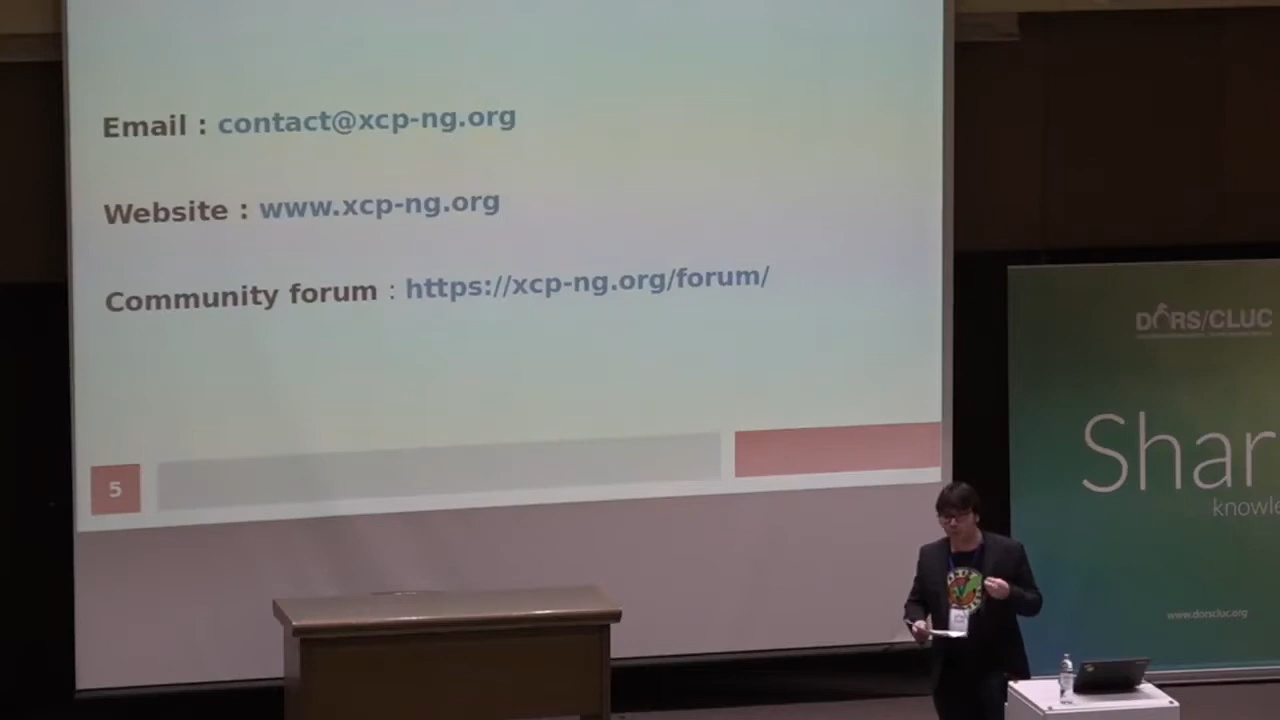 Email : contact@xcp-ng.org
Website : www.xcp-ng.org
Community forum : https://xcp-ng.org/forum/
5
DORS/CLUC
Shar
knowle
www.dorscluc.org